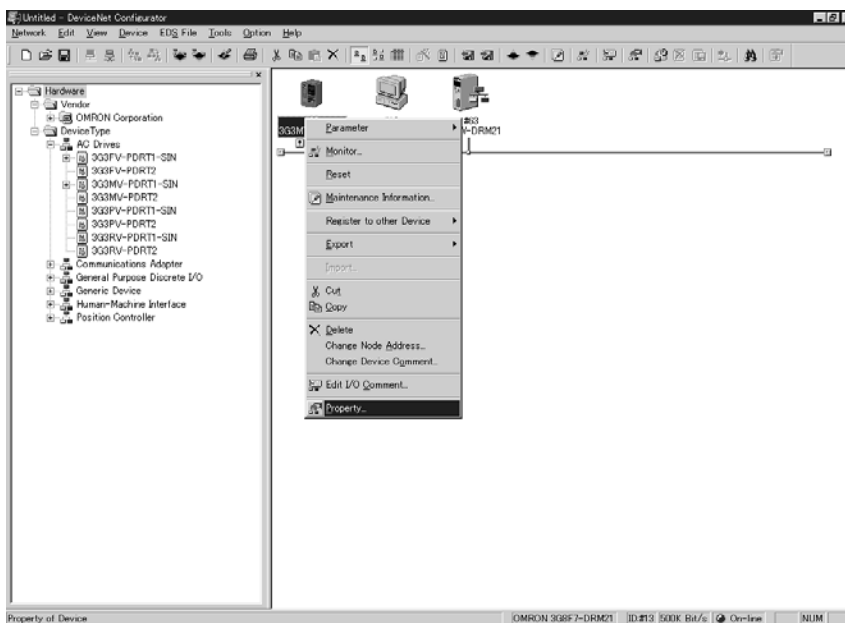 Untitled - DeviceNet Configurator
Network Edit View Device EDS File Tools Option Help
Hardware
Vendor
OMRON Corporation
DeviceType
AC Drives
3G3FV-PDRT1-SIN
3G3FV-PDRT2
3G3MV-PDRT1-SIN
3G3MV-PDRT2
3G3PV-PDRT1-SIN
3G3PV-PDRT2
3G3RV-PDRT1-SIN
3G3RV-PDRT2
Communications Adapter
General Purpose Discrete I/O
Generic Device
Human-Machine Interface
Position Controller
#63
3G3M
-DRM21
Parameter
Monitor...
Reset
Maintenance Information...
Register to other Device
Export
Import...
Cut
Copy
Delete
Change Node Address...
Change Device Comment...
Edit I/O Comment...
Property...
Property of Device
OMRON 3G8F7-DRM21 ID:#13 500K Bit/s On-line NUM